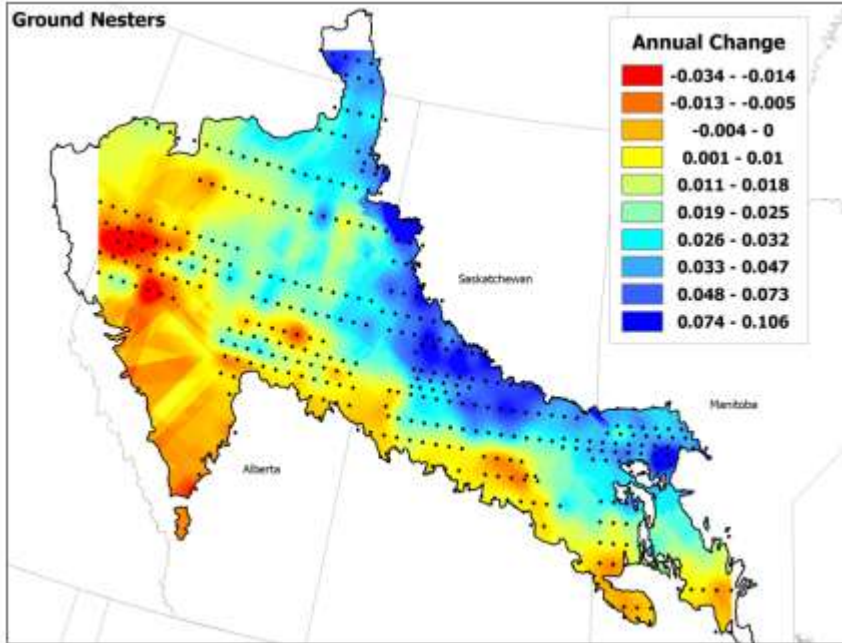 Ground Nesters
Annual Change
-0.034 - -0.014
-0.013 - -0.005
-0.004 - 0
0.001 - 0.01
0.011 - 0.018
0.019 - 0.025
0.026 - 0.032
0.033 - 0.047
0.048 - 0.073
0.074 - 0.106
Saskatchewan
Manitoba
Alberta